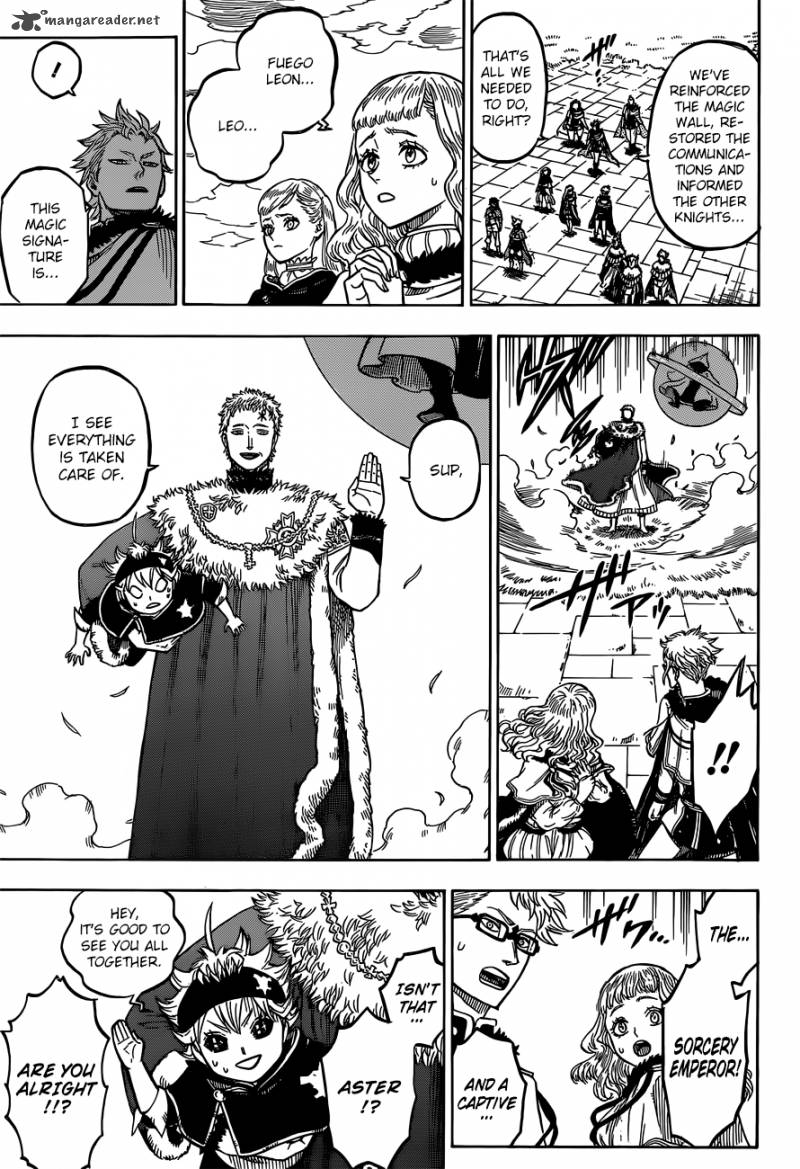 mangareader.net
WE'VE
REINFORCED
THE MAGIC
WALL, RE-
STORED THE
COMMUNICA-
TIONS AND
INFORMED
THE OTHER
KNIGHTS...
THAT'S
ALL WE
NEEDED
TO DO,
RIGHT?
FUEGO
LEON...
LEO...
!
THIS
MAGIC
SIGNA-
TURE
IS...
!!
SUP,
I SEE
EVERYTHING
IS TAKEN
CARE OF.
THE...
SORCERY
EMPEROR!
AND A
CAPTIVE
...
ISN'T
THAT
...
ASTER
!?
HEY,
IT'S GOOD TO
SEE YOU ALL
TOGETHER.
ARE YOU
ALRIGHT
!!?